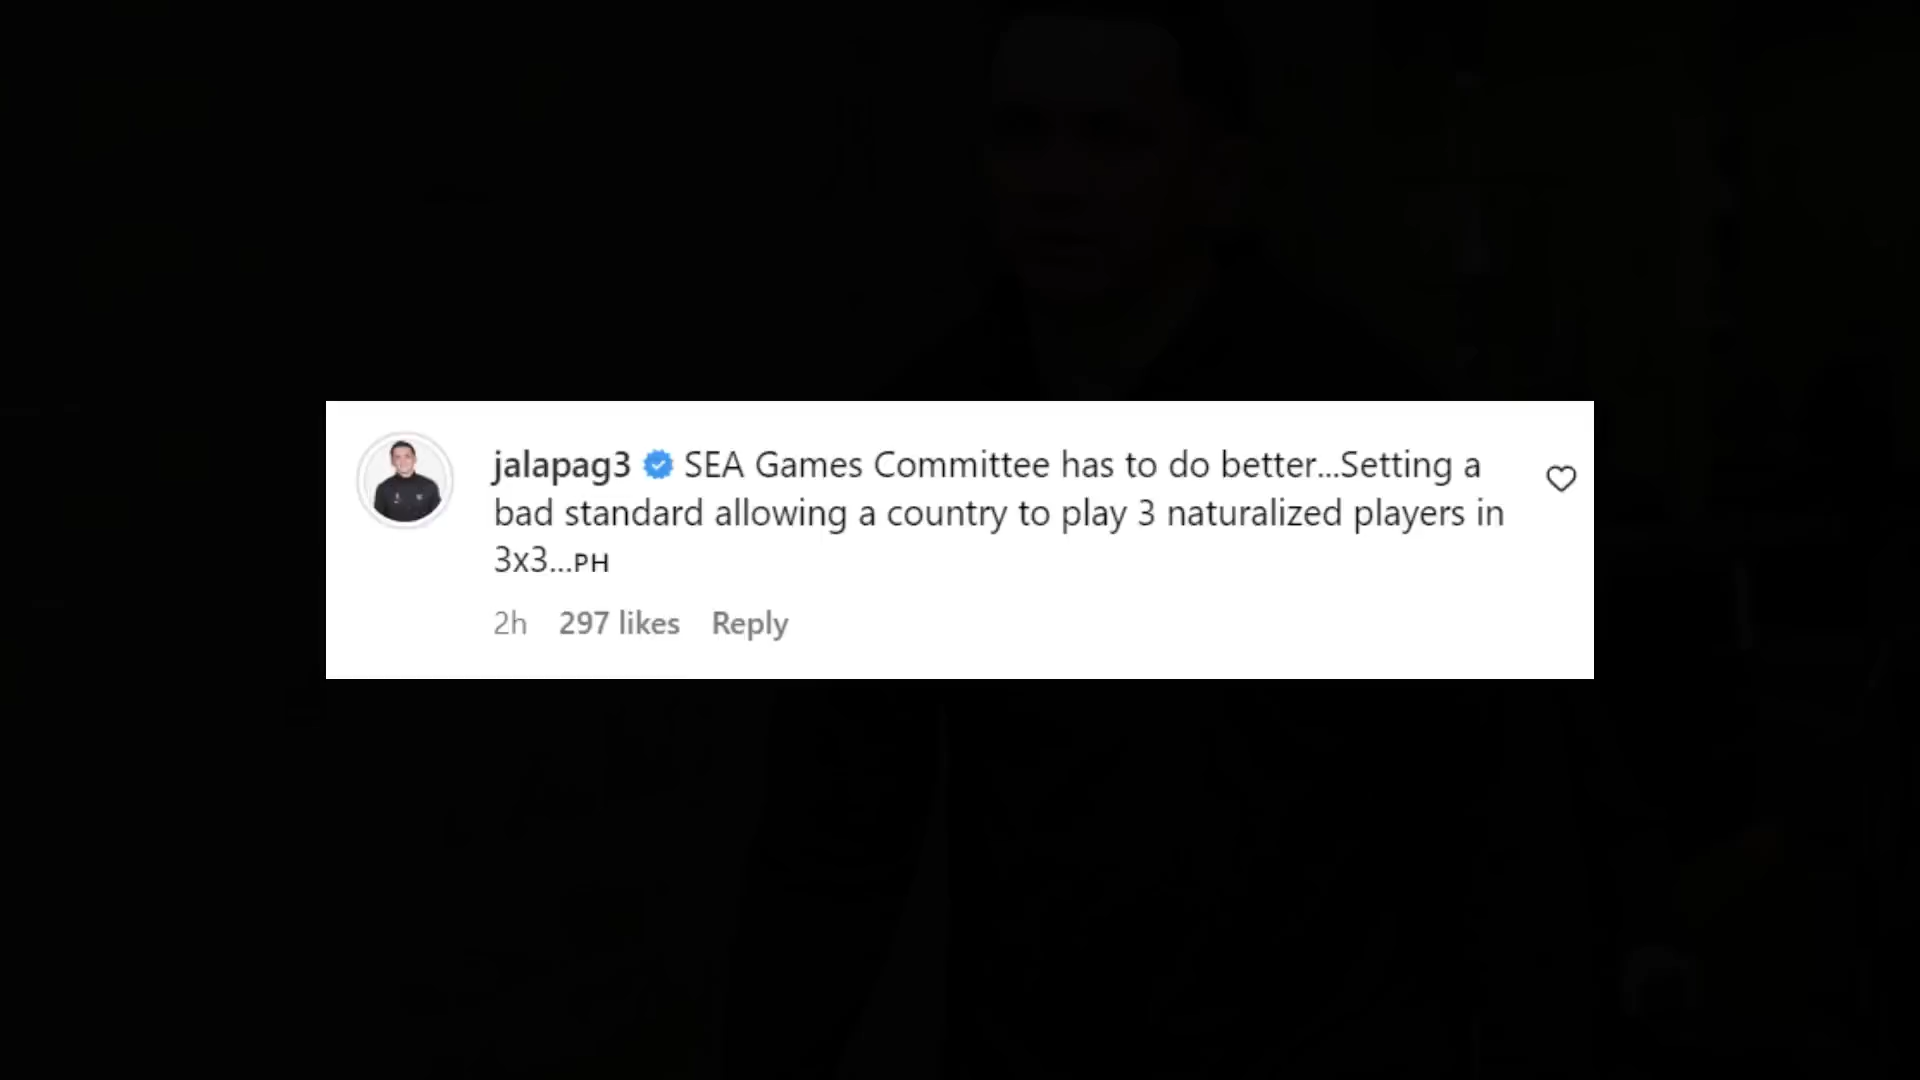 jalapag3 SEA Games Committee has to do better...Setting a
bad standard allowing a country to play 3 naturalized players in
3x3...PH
2h 297 likes Reply